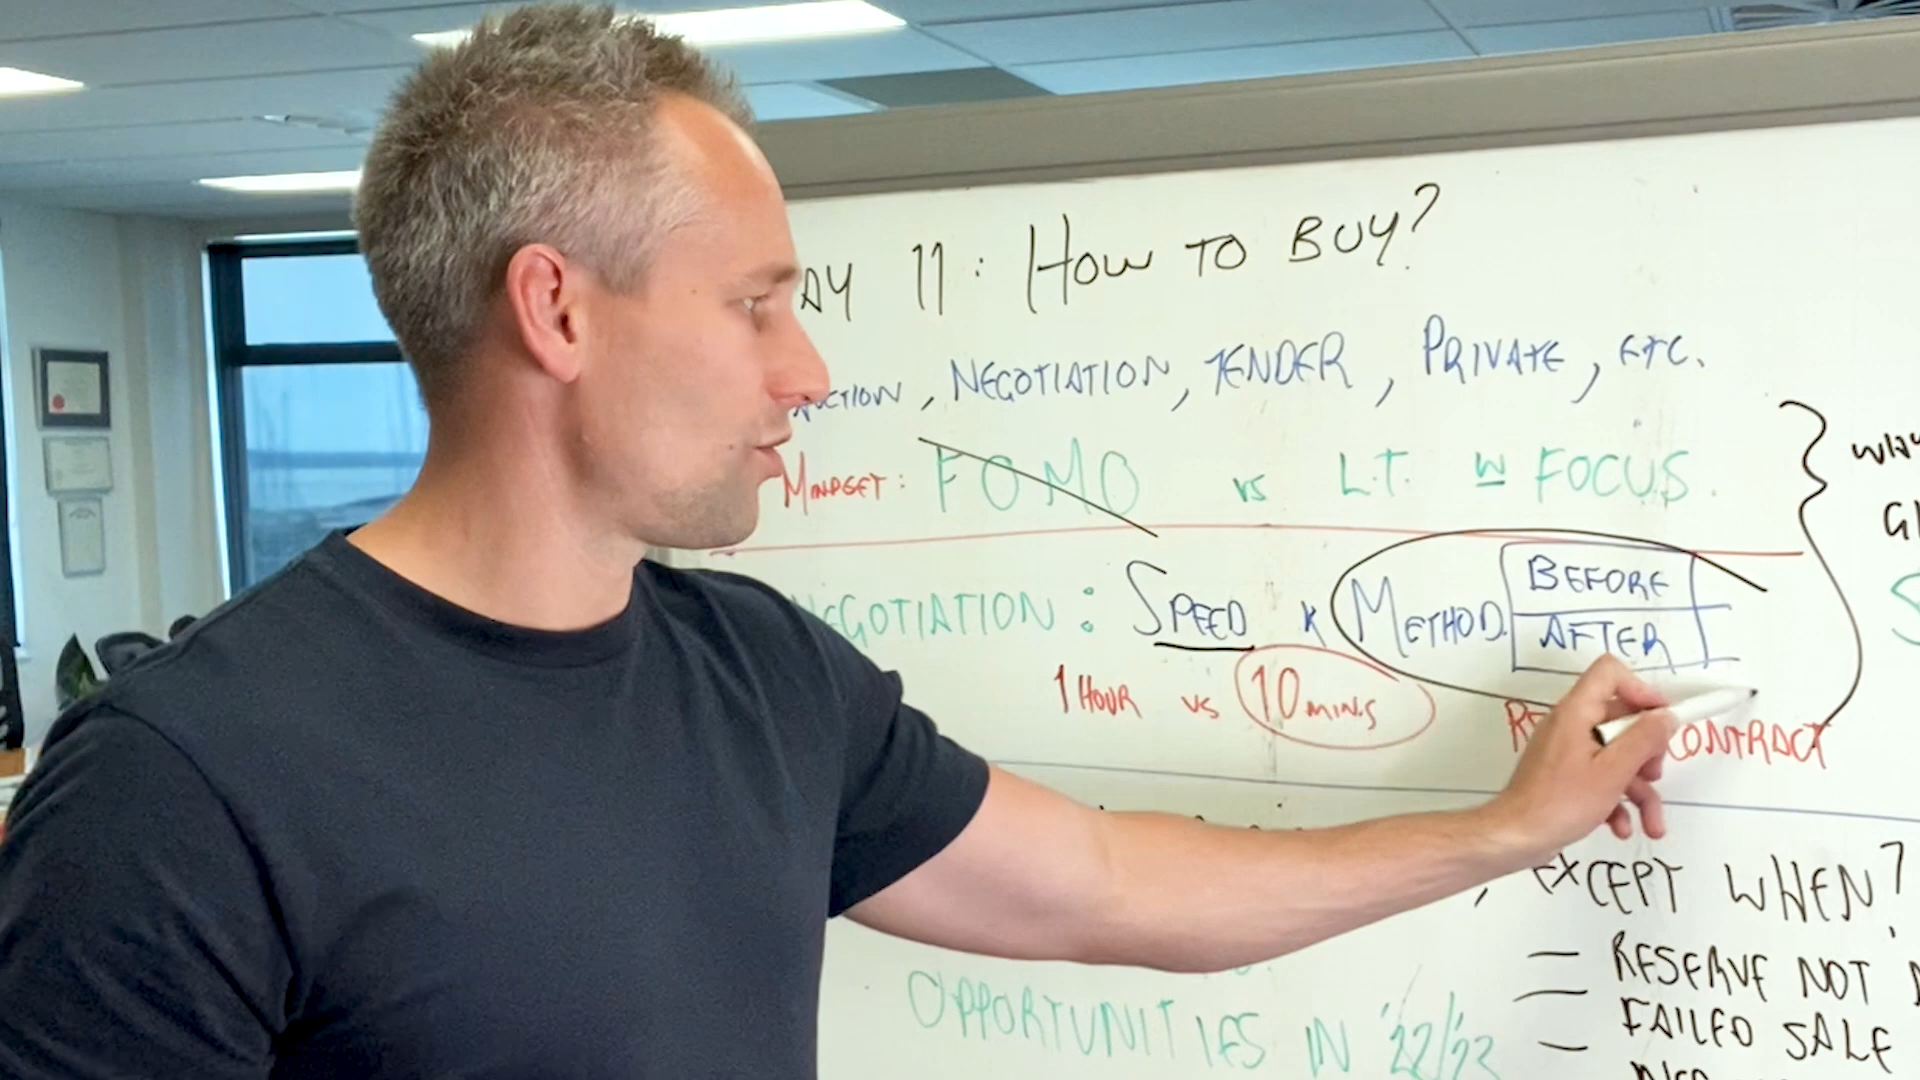 AY 11: HOW TO BUY?
AUCTION, NEGOTIATION, TENDER, PRIVATE, ETC.
MINDSET: FOMO vs L.T. W FOCUS.
NEGOTIATION: SPEED x METHOD BEFORE
AFTER
1 HOUR vs 10 MINS
CONTRACT
, EXCEPT WHEN?
— RESERVE NOT
— FAILED SALE
—
OPPORTUNITIES IN '22/'23